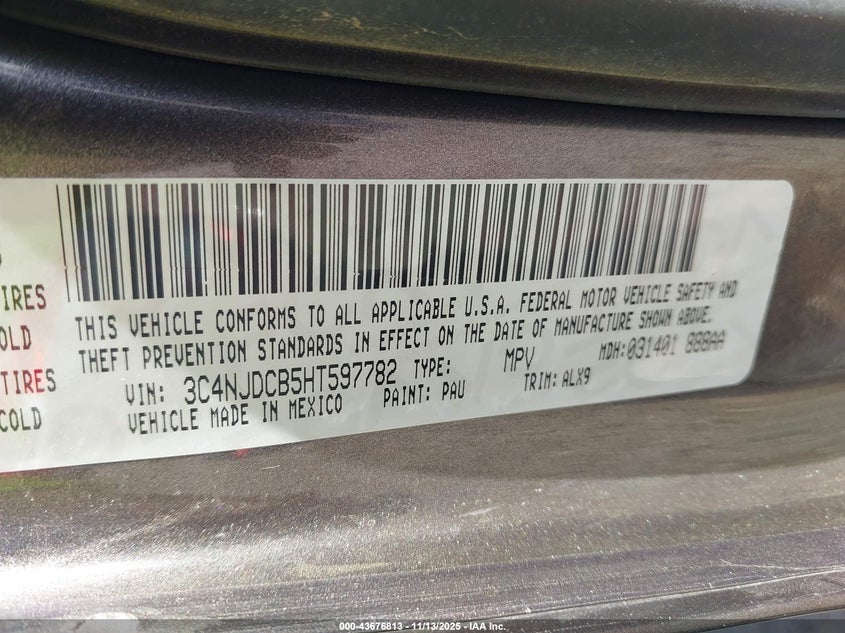 IRES
OLD
TIRES
COLD
THIS VEHICLE CONFORMS TO ALL APPLICABLE U.S.A. FEDERAL MOTOR VEHICLE SAFETY AND
THEFT PREVENTION STANDARDS IN EFFECT ON THE DATE OF MANUFACTURE SHOWN ABOVE.
VIN: 3C4NJDCB5HT597782 TYPE: MPV MDH:031401 888AA
VEHICLE MADE IN MEXICO PAINT: PAU TRIM: ALX9
000-43676813 - 11/13/2025 - IAA Inc.